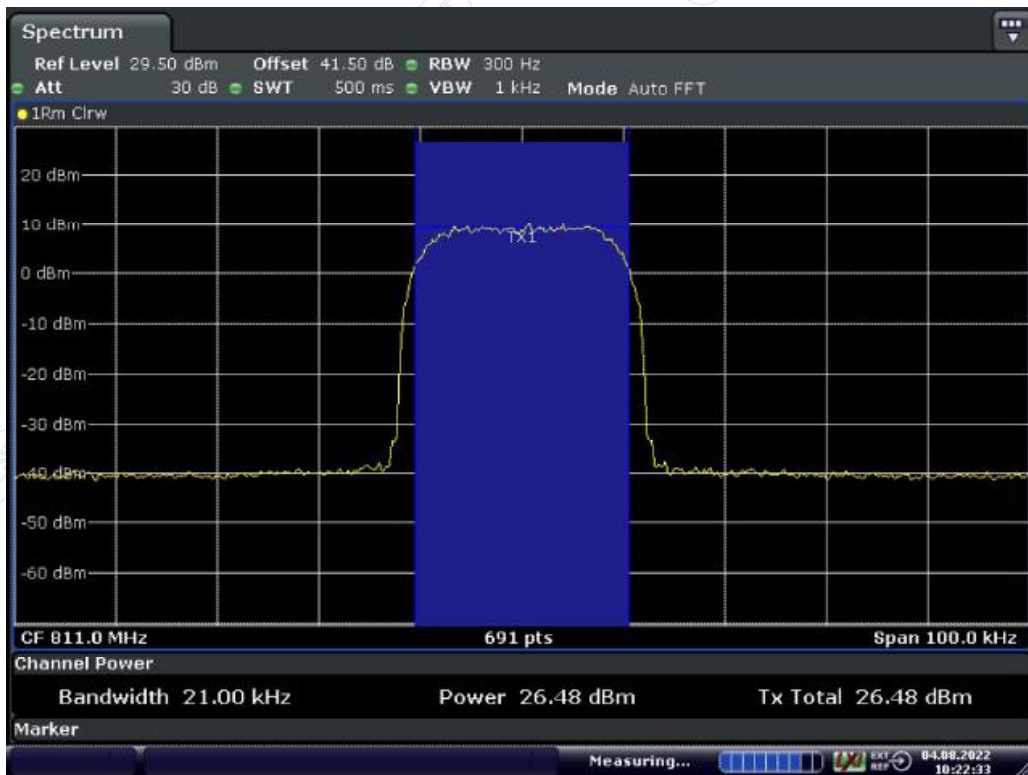 Spectrum
Ref Level 29.50 dBm Offset 41.50 dB RBW 300 Hz
Att 30 dB SWT 500 ms VBW 1 kHz Mode Auto FFT
1Rm Clrw
20 dBm
10 dBm
TX1
0 dBm
-10 dBm
-20 dBm
-30 dBm
-40 dBm
-50 dBm
-60 dBm
CF 811.0 MHz 691 pts Span 100.0 kHz
Channel Power
Bandwidth 21.00 kHz Power 26.48 dBm Tx Total 26.48 dBm
Marker
Measuring... LXI EXT REF 04.08.2022
10:22:33